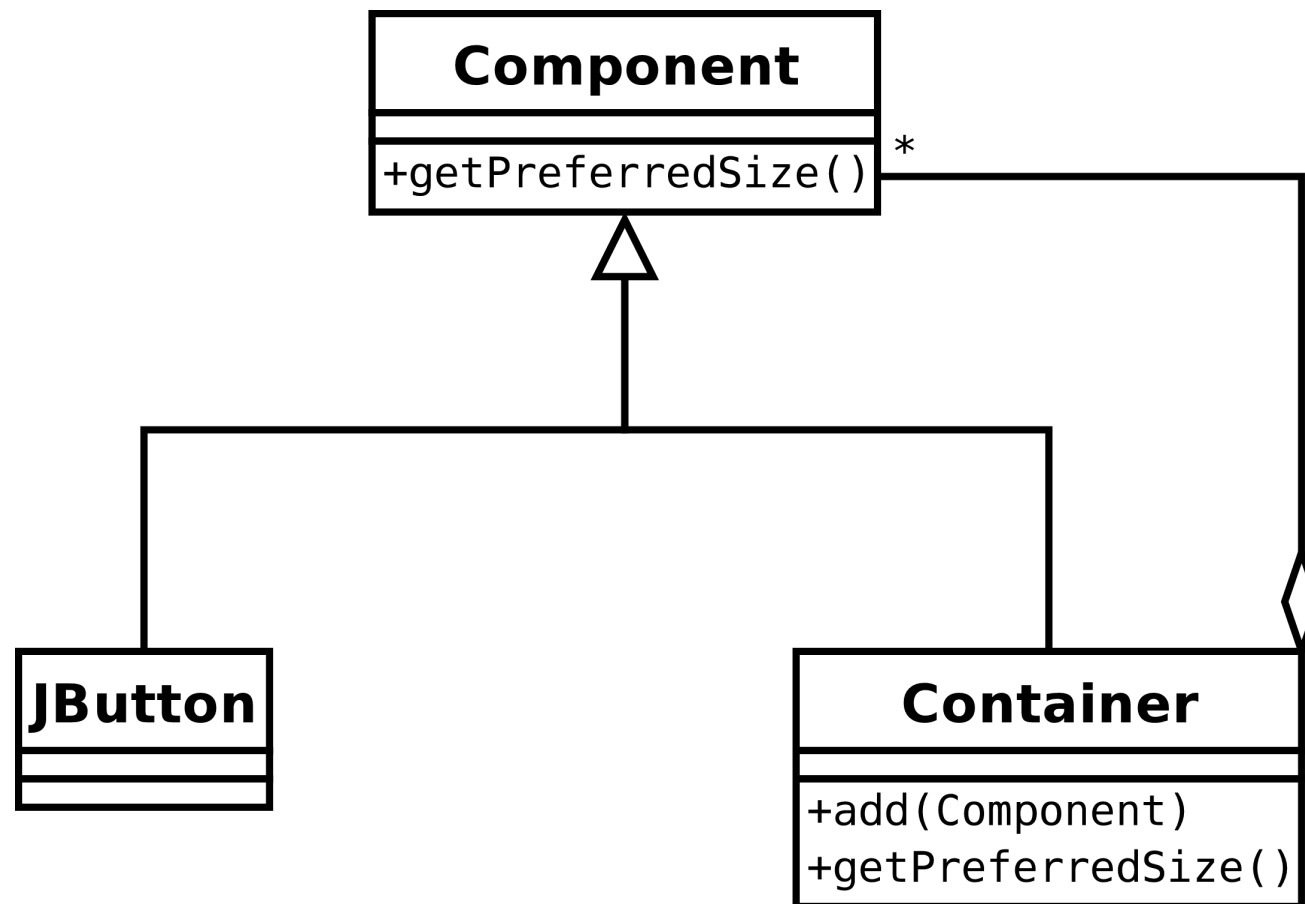 Component
+getPreferredSize()
*
JButton
Container
+add(Component)
+getPreferredSize()